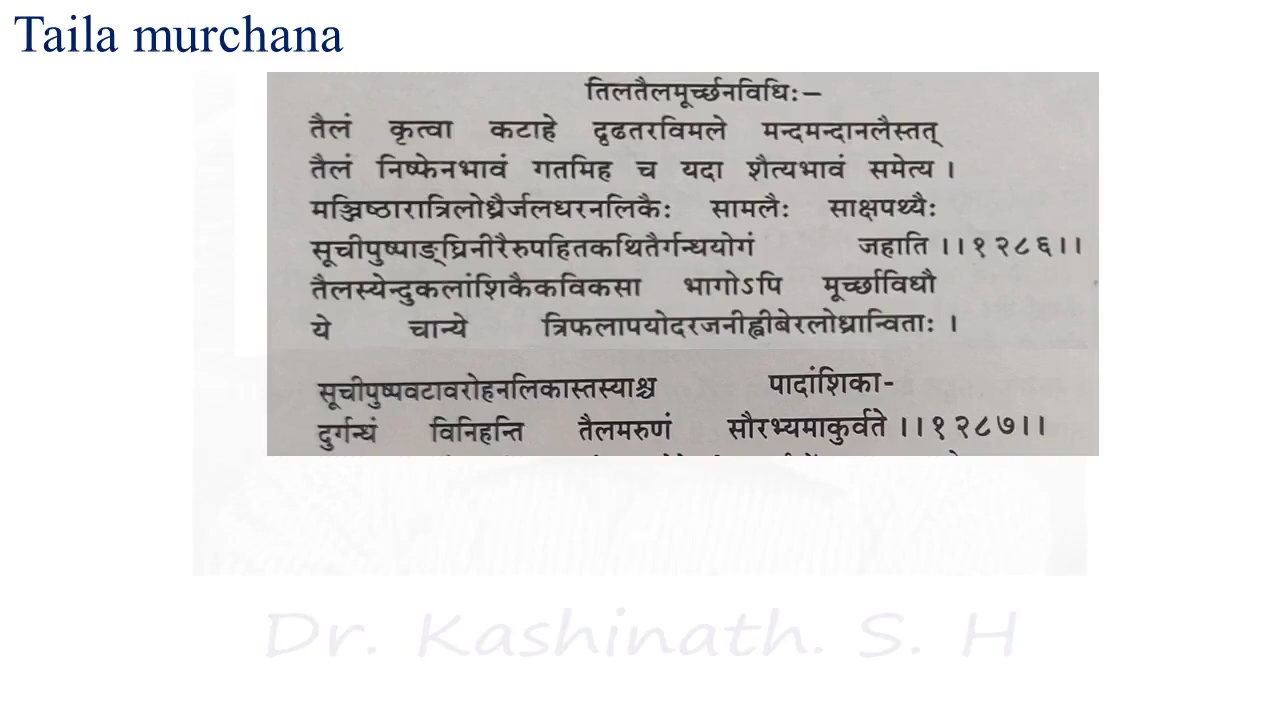 Taila murchana
तिलतैलमूर्च्छनविधिः–
तैलं कृत्वा कटाहे दृढतरविमले मन्दमन्दानलैस्तत्
तैलं निष्फेनभावं गतमिह च यदा शैत्यभावं समेत्य ।
मञ्जिष्ठारात्रिलोध्रैर्जलधरनलिकैः सामलैः साक्षपथ्यैः
सूचीपुष्पाङ्घ्रिनीरैरुपहितकथितैर्गन्धयोगं जहाति ।।१२८६।।
तैलस्येन्दुकलांशिकैकविकसा भागोऽपि मूर्च्छाविधौ
ये चान्ये त्रिफलापयोदरजनीह्वीबेरलोध्रान्विताः ।
सूचीपुष्पवटावरोहनलिकास्तस्याश्च पादांशिका-
दुर्गन्धं विनिहन्ति तैलमरुणं सौरभ्यमाकुर्वते ।।१२८७।।
Dr. Kashinath. S. H